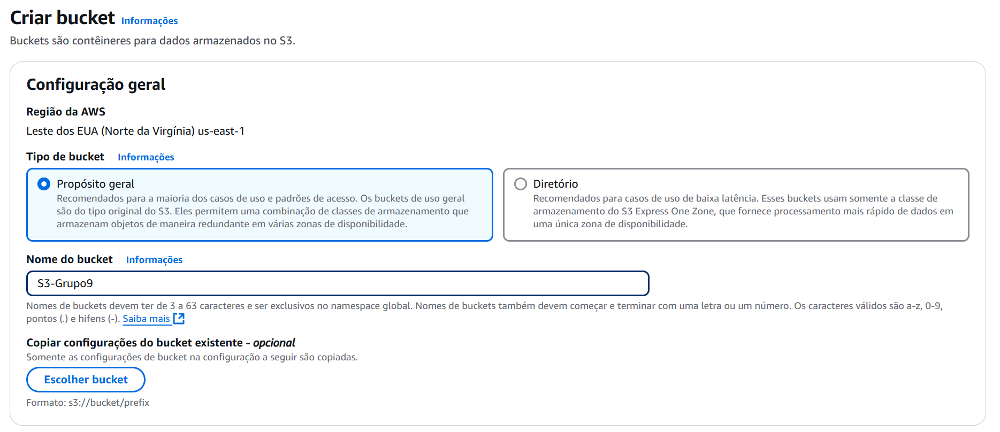 Criar bucket Informações
Buckets são contêineres para dados armazenados no S3.
Configuração geral
Região da AWS
Leste dos EUA (Norte da Virgínia) us-east-1
Tipo de bucket Informações
Propósito geral
Recomendados para a maioria dos casos de uso e padrões de acesso. Os buckets de uso geral
são do tipo original do S3. Eles permitem uma combinação de classes de armazenamento que
armazenam objetos de maneira redundante em várias zonas de disponibilidade.
Diretório
Recomendados para casos de uso de baixa latência. Esses buckets usam somente a classe de
armazenamento do S3 Express One Zone, que fornece processamento mais rápido de dados em
uma única zona de disponibilidade.
Nome do bucket Informações
S3-Grupo9
Nomes de buckets devem ter de 3 a 63 caracteres e ser exclusivos no namespace global. Nomes de buckets também devem começar e terminar com uma letra ou um número. Os caracteres válidos são a-z, 0-9,
pontos (.) e hifens (-). Saiba mais
Copiar configurações do bucket existente - opcional
Somente as configurações de bucket na configuração a seguir são copiadas.
Escolher bucket
Formato: s3://bucket/prefix